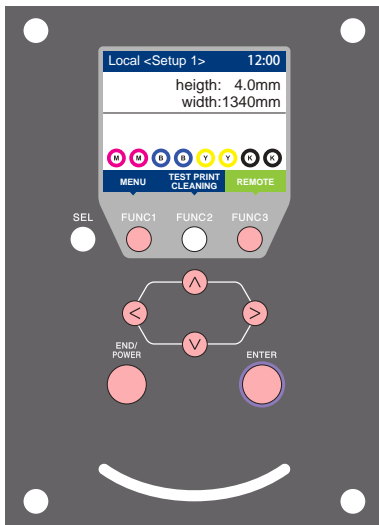 Local <Setup 1> 12:00
heigth: 4.0mm
width:1340mm
M M B B Y Y K K
MENU TEST PRINT CLEANING REMOTE
SEL FUNC1 FUNC2 FUNC3
END/
POWER
ENTER